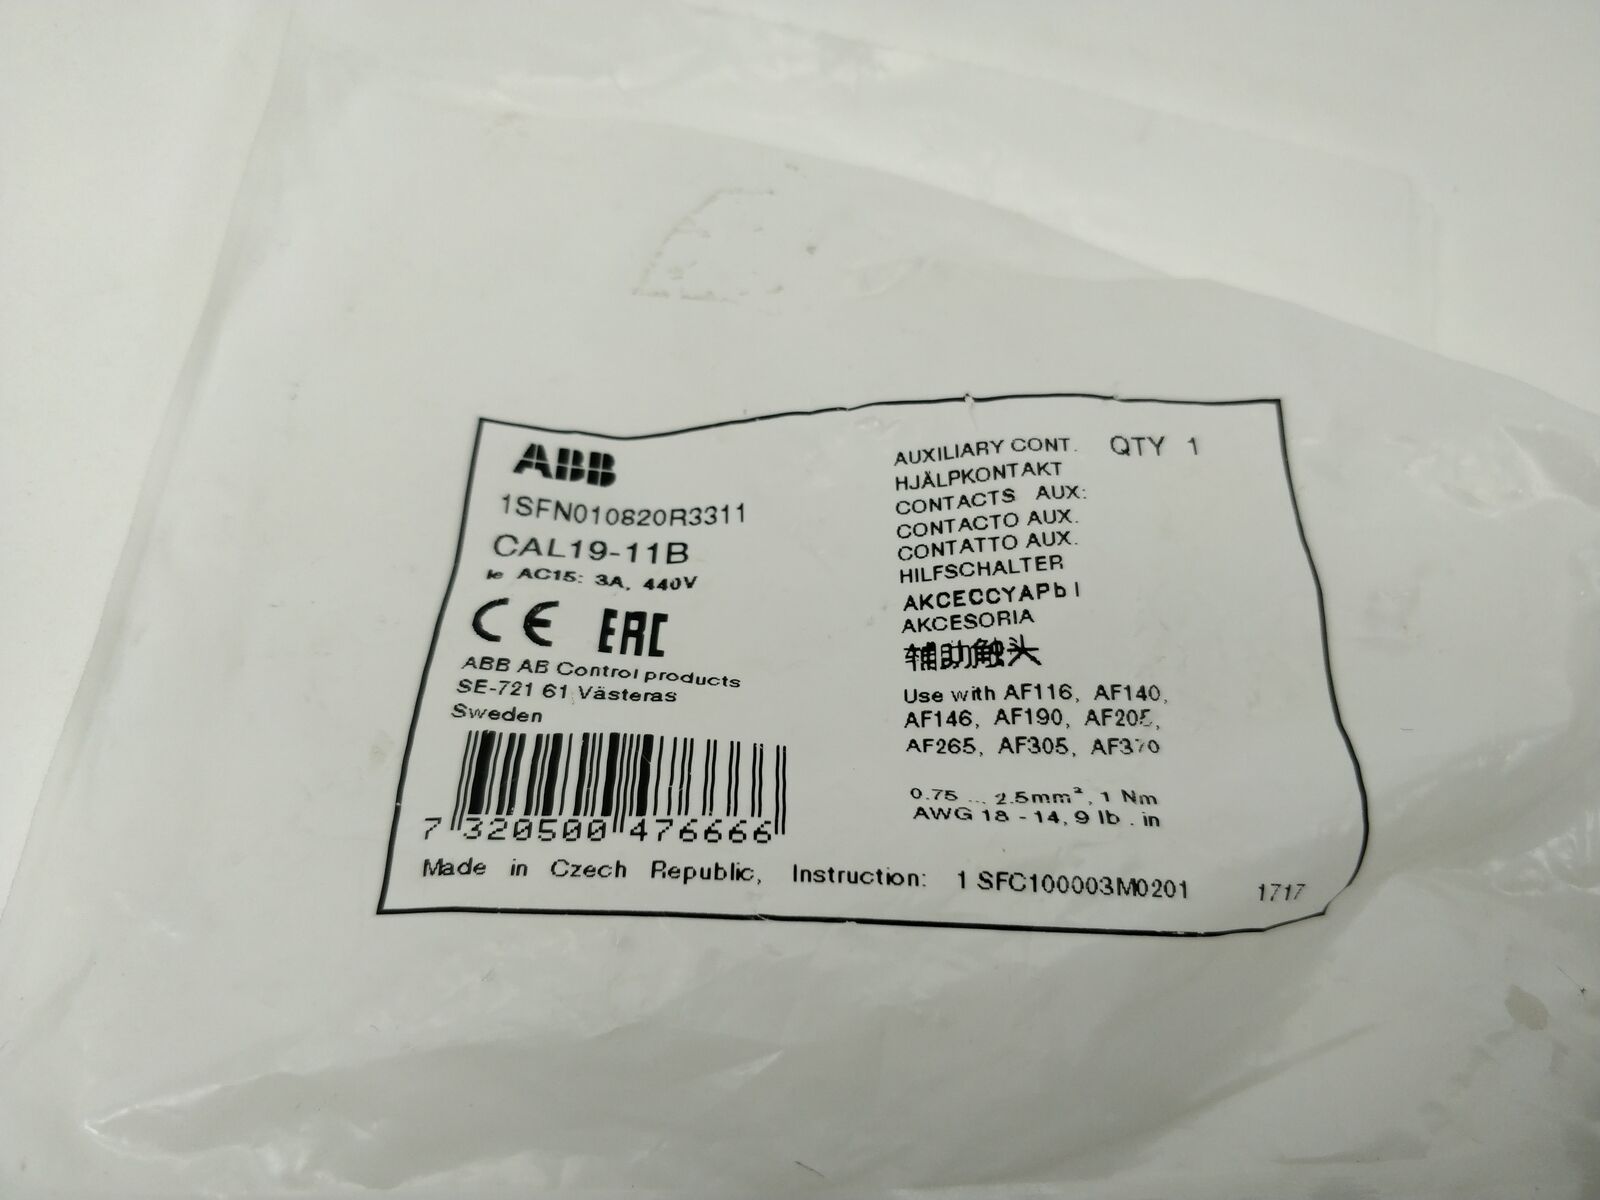 ABB
1SFN010820R3311
CAL19-11B
Ie AC15: 3A, 440V
CE EAC
ABB AB Control products
SE-721 61 Västeras
Sweden
7 320500 476666
AUXILIARY CONT. QTY 1
HJÄLPKONTAKT
CONTACTS AUX:
CONTACTO AUX.
CONTATTO AUX.
HILFSCHALTER
AKCECCYAPЫ
AKCESORIA
辅助触头
Use with AF116, AF140,
AF146, AF190, AF205,
AF265, AF305, AF370
0.75 ... 2.5mm², 1 Nm
AWG 18 - 14, 9 lb . in
Made in Czech Republic, Instruction: 1SFC100003M0201 1717